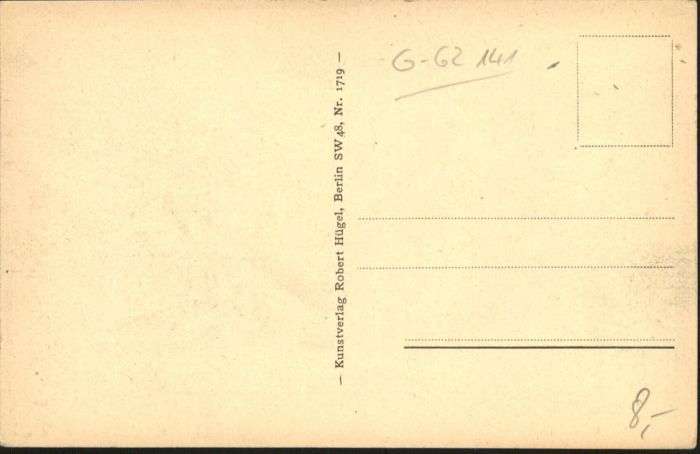 G-62 141
— Kunstverlag Robert Hügel, Berlin SW 48, Nr. 1719 —
8,-